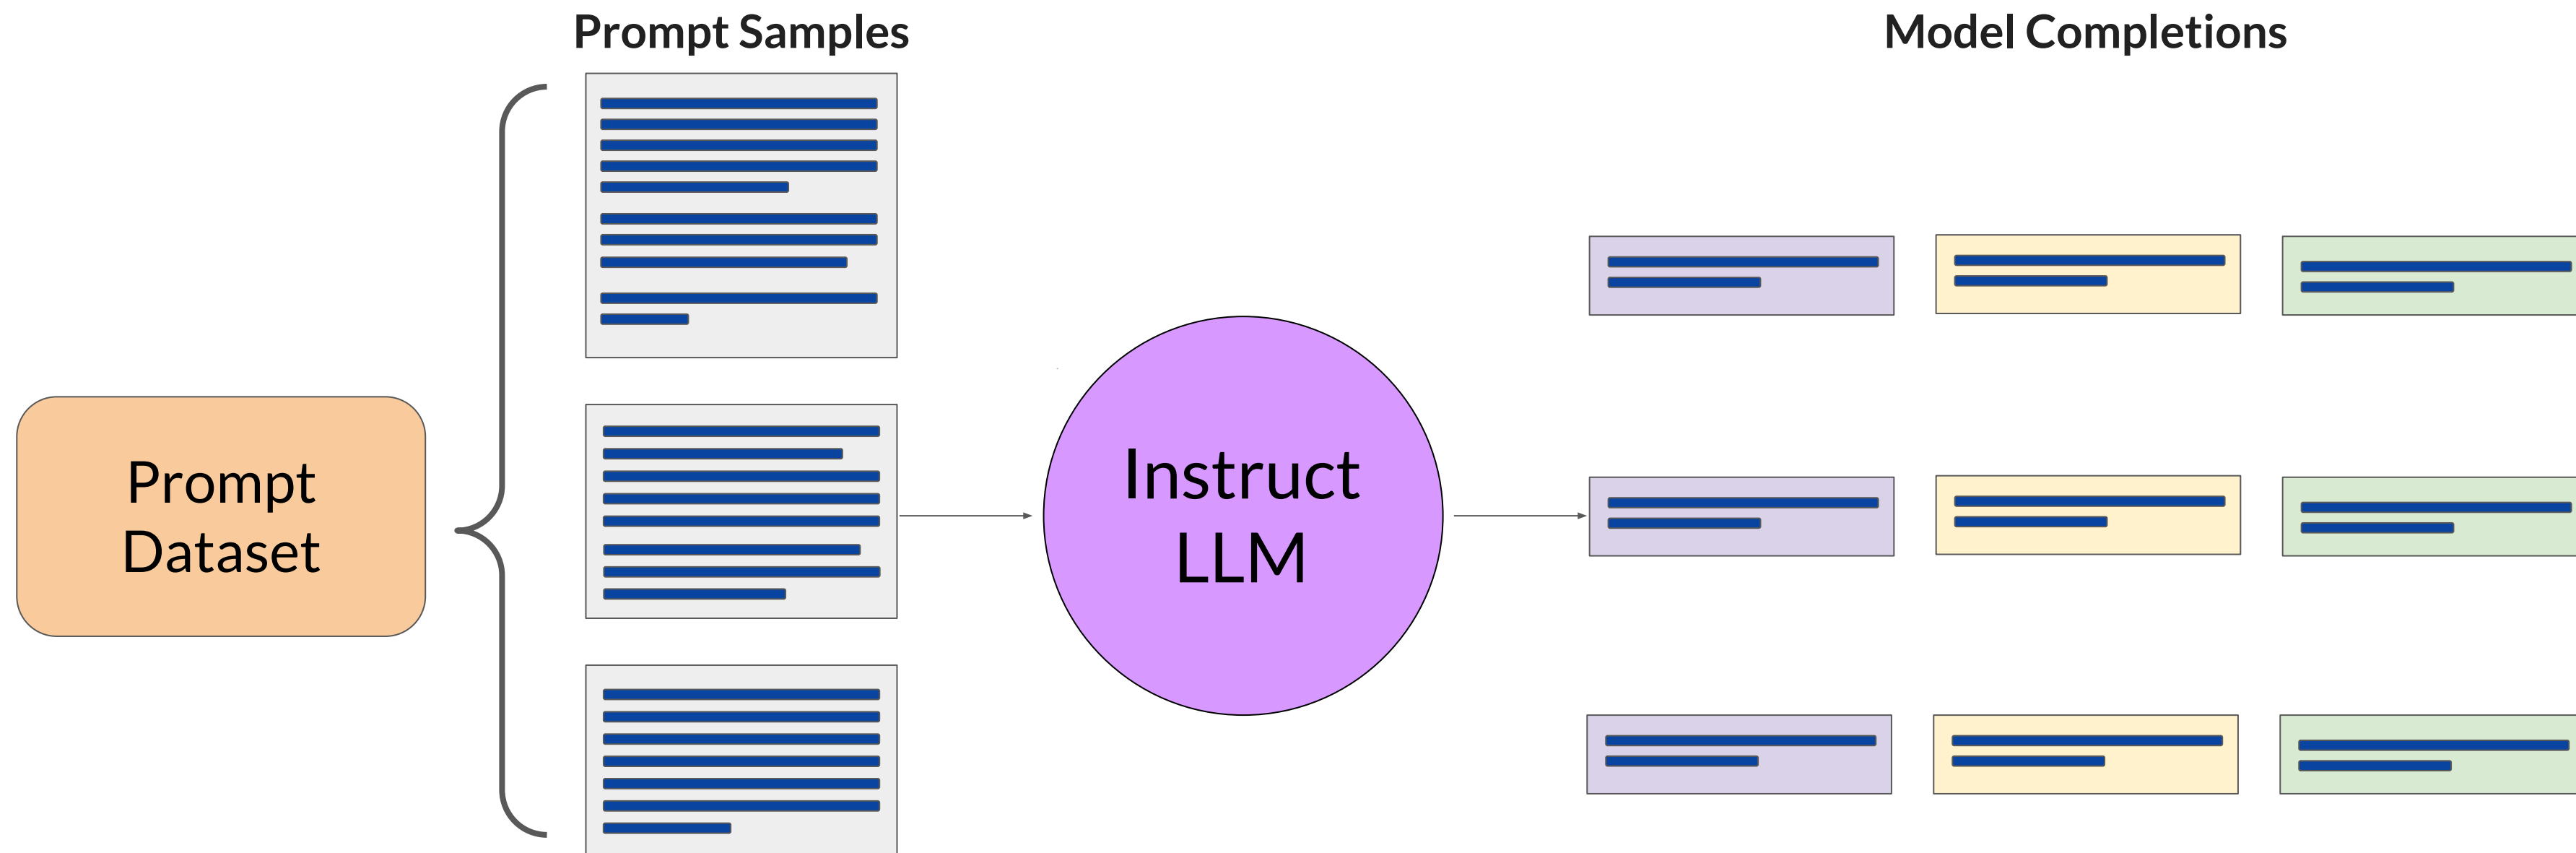 Prompt Samples
Model Completions
Prompt
Dataset
Instruct
LLM